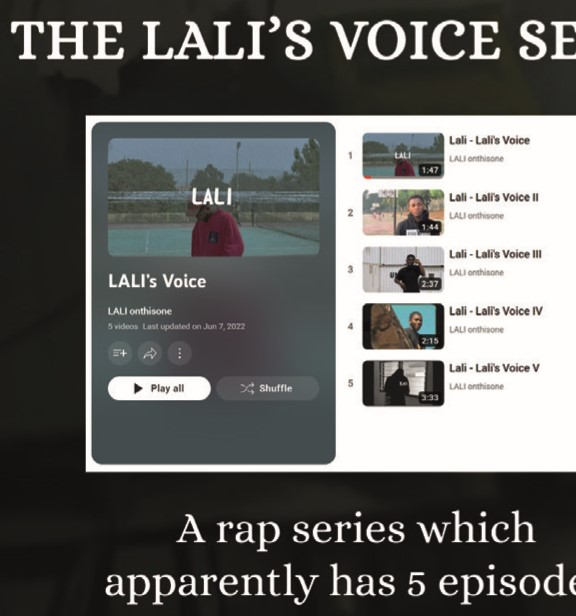 THE LALI'S VOICE SE
LALI
LALI's Voice
LALI onthisone
5 videos Last updated on Jun 7, 2022
Play all
Shuffle
1
LALI
1:47
Lali - Lali's Voice
LALI onthisone
2
1:44
Lali - Lali's Voice II
LALI onthisone
3
2:37
Lali - Lali's Voice III
LALI onthisone
4
2:15
Lali - Lali's Voice IV
LALI onthisone
5
3:33
Lali - Lali's Voice V
LALI onthisone
A rap series which
apparently has 5 episode